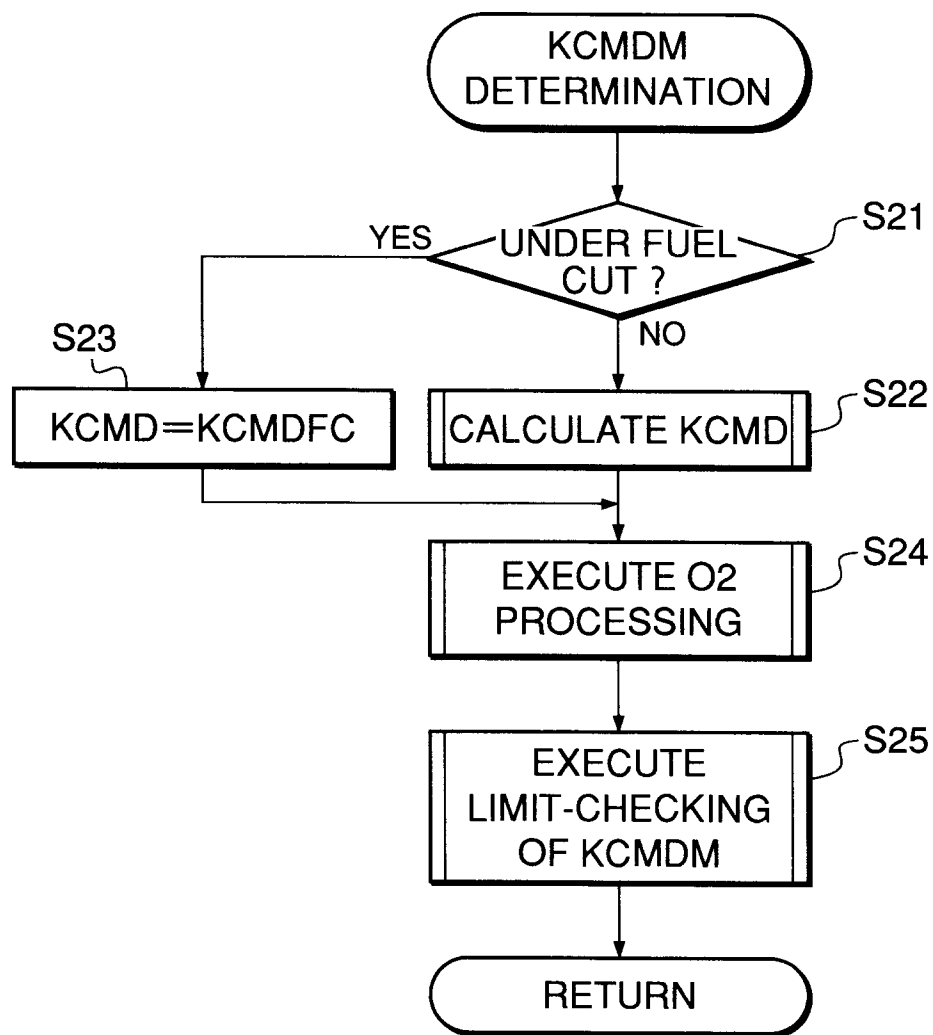 KCMDM
DETERMINATION
S21
YES
UNDER FUEL
CUT ?
NO
S23
KCMD=KCMDFC
S22
CALCULATE KCMD
S24
EXECUTE O2
PROCESSING
S25
EXECUTE
LIMIT-CHECKING
OF KCMDM
RETURN